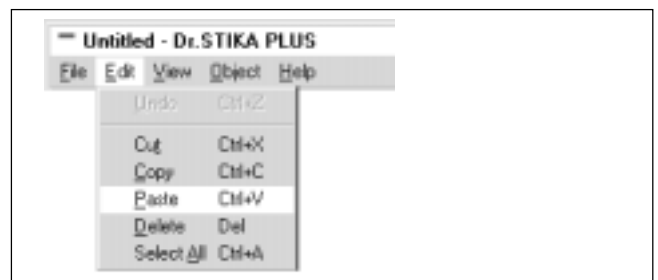 Untitled - Dr.STIKA PLUS
File Edit View Object Help
Undo Ctrl+Z
Cut Ctrl+X
Copy Ctrl+C
Paste Ctrl+V
Delete Del
Select All Ctrl+A